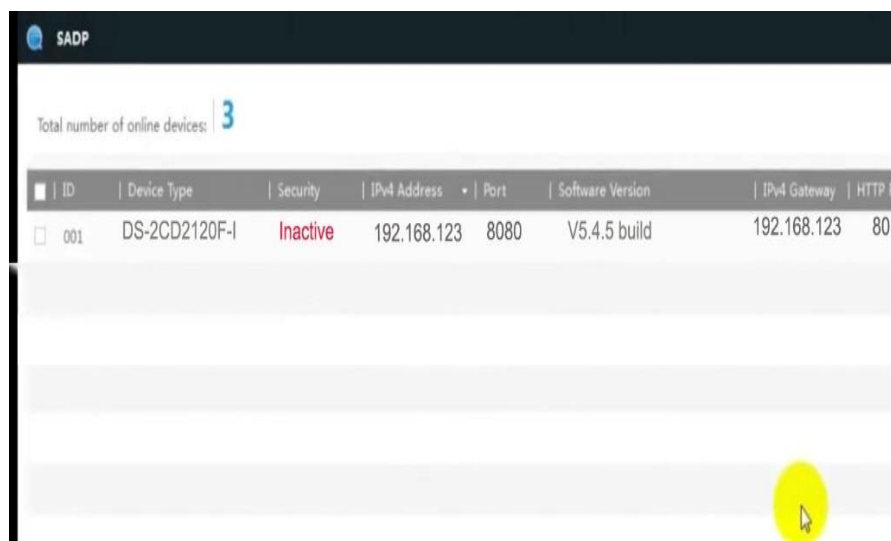 SADP
Total number of online devices: 3
ID | Device Type | Security | IPv4 Address | Port | Software Version | IPv4 Gateway | HTTP
001 DS-2CD2120F-I Inactive 192.168.123 8080 V5.4.5 build 192.168.123 80